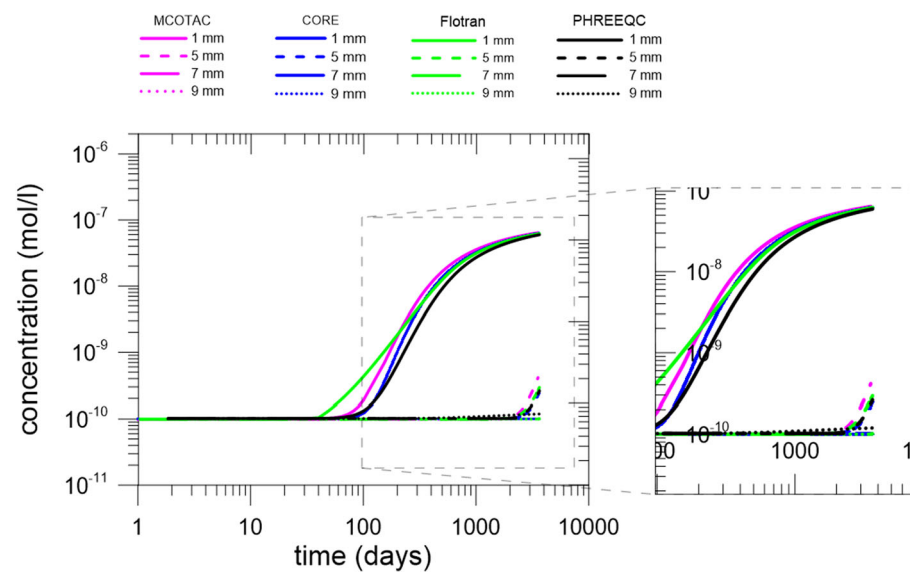 MCOTAC CORE Flotran PHREEQC
1 mm 1 mm 1 mm 1 mm
5 mm 5 mm 5 mm 5 mm
7 mm 7 mm 7 mm 7 mm
9 mm 9 mm 9 mm 9 mm
10-6
10-7
10-8
10-9
10-10
10-11
concentration (mol/l)
1 10 100 1000 10000
time (days)
10-8
10-9
10-10
1000